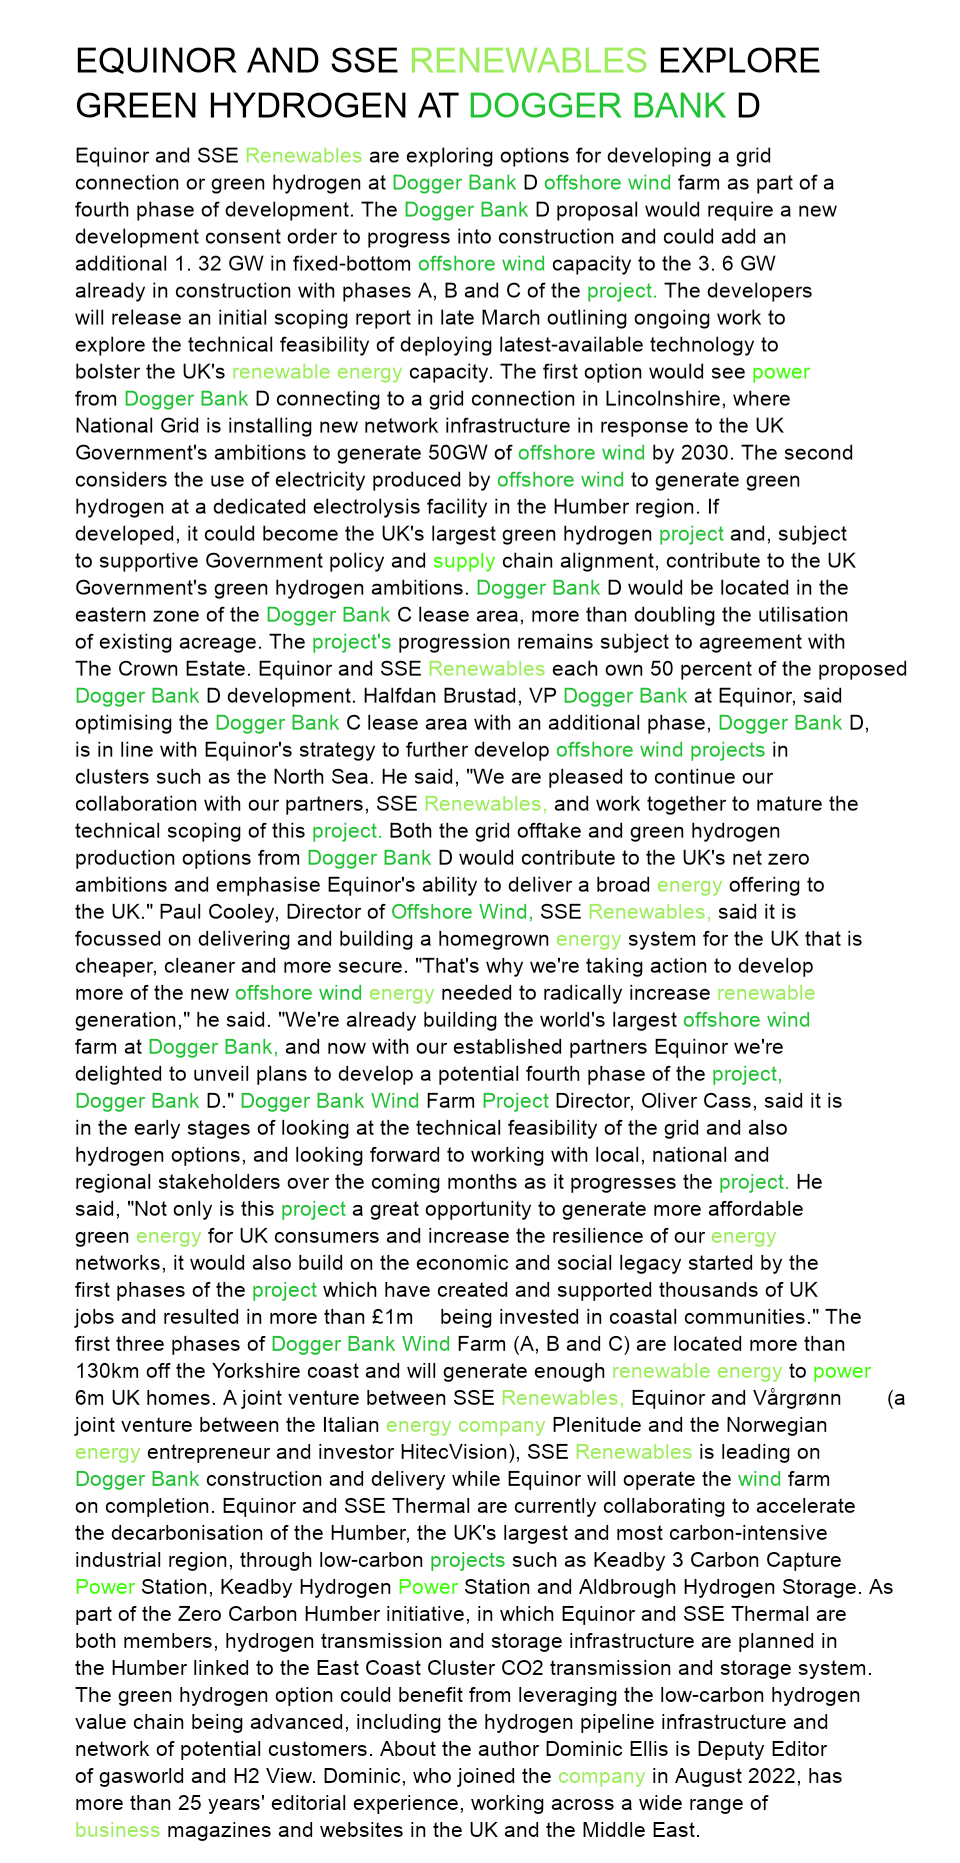 EQUINOR AND SSE RENEWABLES EXPLORE
GREEN HYDROGEN AT DOGGER BANK D
Equinor and SSE Renewables are exploring options for developing a grid
connection or green hydrogen at Dogger Bank D offshore wind farm as part of a
fourth phase of development. The Dogger Bank D proposal would require a new
development consent order to progress into construction and could add an
additional 1. 32 GW in fixed-bottom offshore wind capacity to the 3. 6 GW
already in construction with phases A, B and C of the project. The developers
will release an initial scoping report in late March outlining ongoing work to
explore the technical feasibility of deploying latest-available technology to
bolster the UK's renewable energy capacity. The first option would see power
from Dogger Bank D connecting to a grid connection in Lincolnshire, where
National Grid is installing new network infrastructure in response to the UK
Government's ambitions to generate 50GW of offshore wind by 2030. The second
considers the use of electricity produced by offshore wind to generate green
hydrogen at a dedicated electrolysis facility in the Humber region. If
developed, it could become the UK's largest green hydrogen project and, subject
to supportive Government policy and supply chain alignment, contribute to the UK
Government's green hydrogen ambitions. Dogger Bank D would be located in the
eastern zone of the Dogger Bank C lease area, more than doubling the utilisation
of existing acreage. The project's progression remains subject to agreement with
The Crown Estate. Equinor and SSE Renewables each own 50 percent of the proposed
Dogger Bank D development. Halfdan Brustad, VP Dogger Bank at Equinor, said
optimising the Dogger Bank C lease area with an additional phase, Dogger Bank D,
is in line with Equinor's strategy to further develop offshore wind projects in
clusters such as the North Sea. He said, "We are pleased to continue our
collaboration with our partners, SSE Renewables, and work together to mature the
technical scoping of this project. Both the grid offtake and green hydrogen
production options from Dogger Bank D would contribute to the UK's net zero
ambitions and emphasise Equinor's ability to deliver a broad energy offering to
the UK." Paul Cooley, Director of Offshore Wind, SSE Renewables, said it is
focussed on delivering and building a homegrown energy system for the UK that is
cheaper, cleaner and more secure. "That's why we're taking action to develop
more of the new offshore wind energy needed to radically increase renewable
generation," he said. "We're already building the world's largest offshore wind
farm at Dogger Bank, and now with our established partners Equinor we're
delighted to unveil plans to develop a potential fourth phase of the project,
Dogger Bank D." Dogger Bank Wind Farm Project Director, Oliver Cass, said it is
in the early stages of looking at the technical feasibility of the grid and also
hydrogen options, and looking forward to working with local, national and
regional stakeholders over the coming months as it progresses the project. He
said, "Not only is this project a great opportunity to generate more affordable
green energy for UK consumers and increase the resilience of our energy
networks, it would also build on the economic and social legacy started by the
first phases of the project which have created and supported thousands of UK
jobs and resulted in more than £1m being invested in coastal communities." The
first three phases of Dogger Bank Wind Farm (A, B and C) are located more than
130km off the Yorkshire coast and will generate enough renewable energy to power
6m UK homes. A joint venture between SSE Renewables, Equinor and Vårgrønn (a
joint venture between the Italian energy company Plenitude and the Norwegian
energy entrepreneur and investor HitecVision), SSE Renewables is leading on
Dogger Bank construction and delivery while Equinor will operate the wind farm
on completion. Equinor and SSE Thermal are currently collaborating to accelerate
the decarbonisation of the Humber, the UK's largest and most carbon-intensive
industrial region, through low-carbon projects such as Keadby 3 Carbon Capture
Power Station, Keadby Hydrogen Power Station and Aldbrough Hydrogen Storage. As
part of the Zero Carbon Humber initiative, in which Equinor and SSE Thermal are
both members, hydrogen transmission and storage infrastructure are planned in
the Humber linked to the East Coast Cluster CO2 transmission and storage system.
The green hydrogen option could benefit from leveraging the low-carbon hydrogen
value chain being advanced, including the hydrogen pipeline infrastructure and
network of potential customers. About the author Dominic Ellis is Deputy Editor
of gasworld and H2 View. Dominic, who joined the company in August 2022, has
more than 25 years' editorial experience, working across a wide range of
business magazines and websites in the UK and the Middle East.